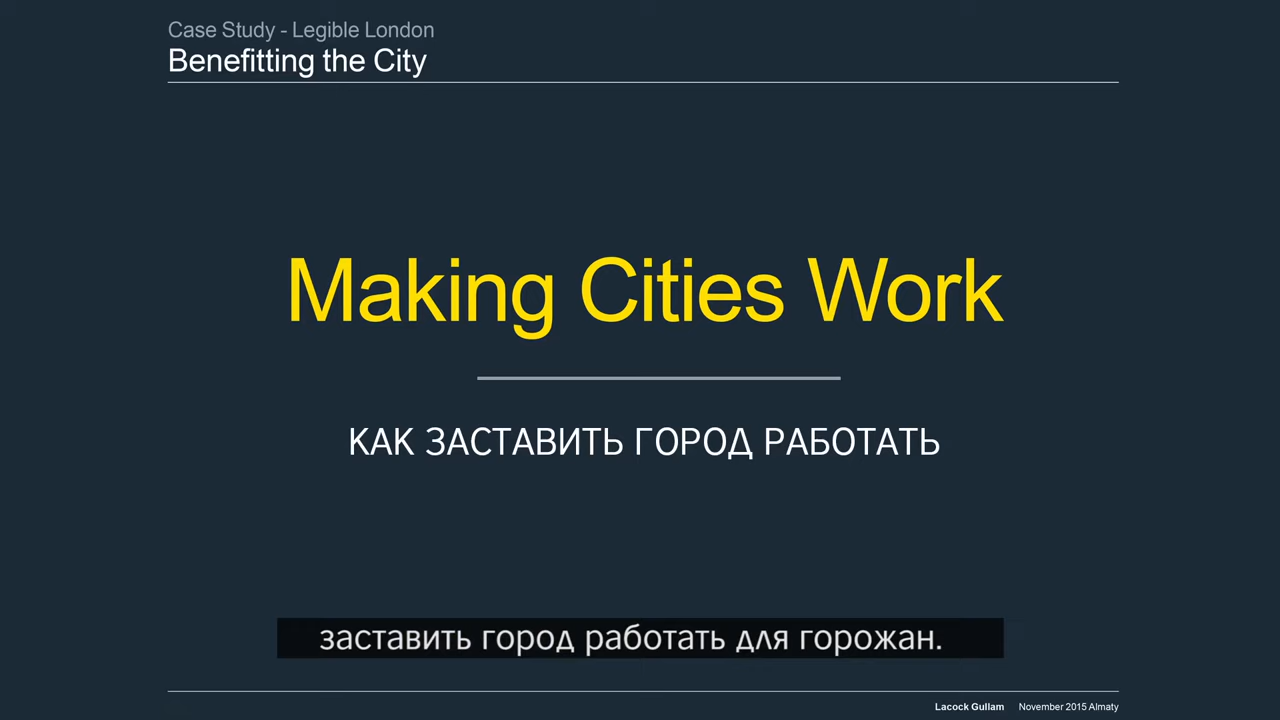 Case Study - Legible London
Benefitting the City
Making Cities Work
КАК ЗАСТАВИТЬ ГОРОД РАБОТАТЬ
заставить город работать для горожан.
Lacock Gullam November 2015 Almaty